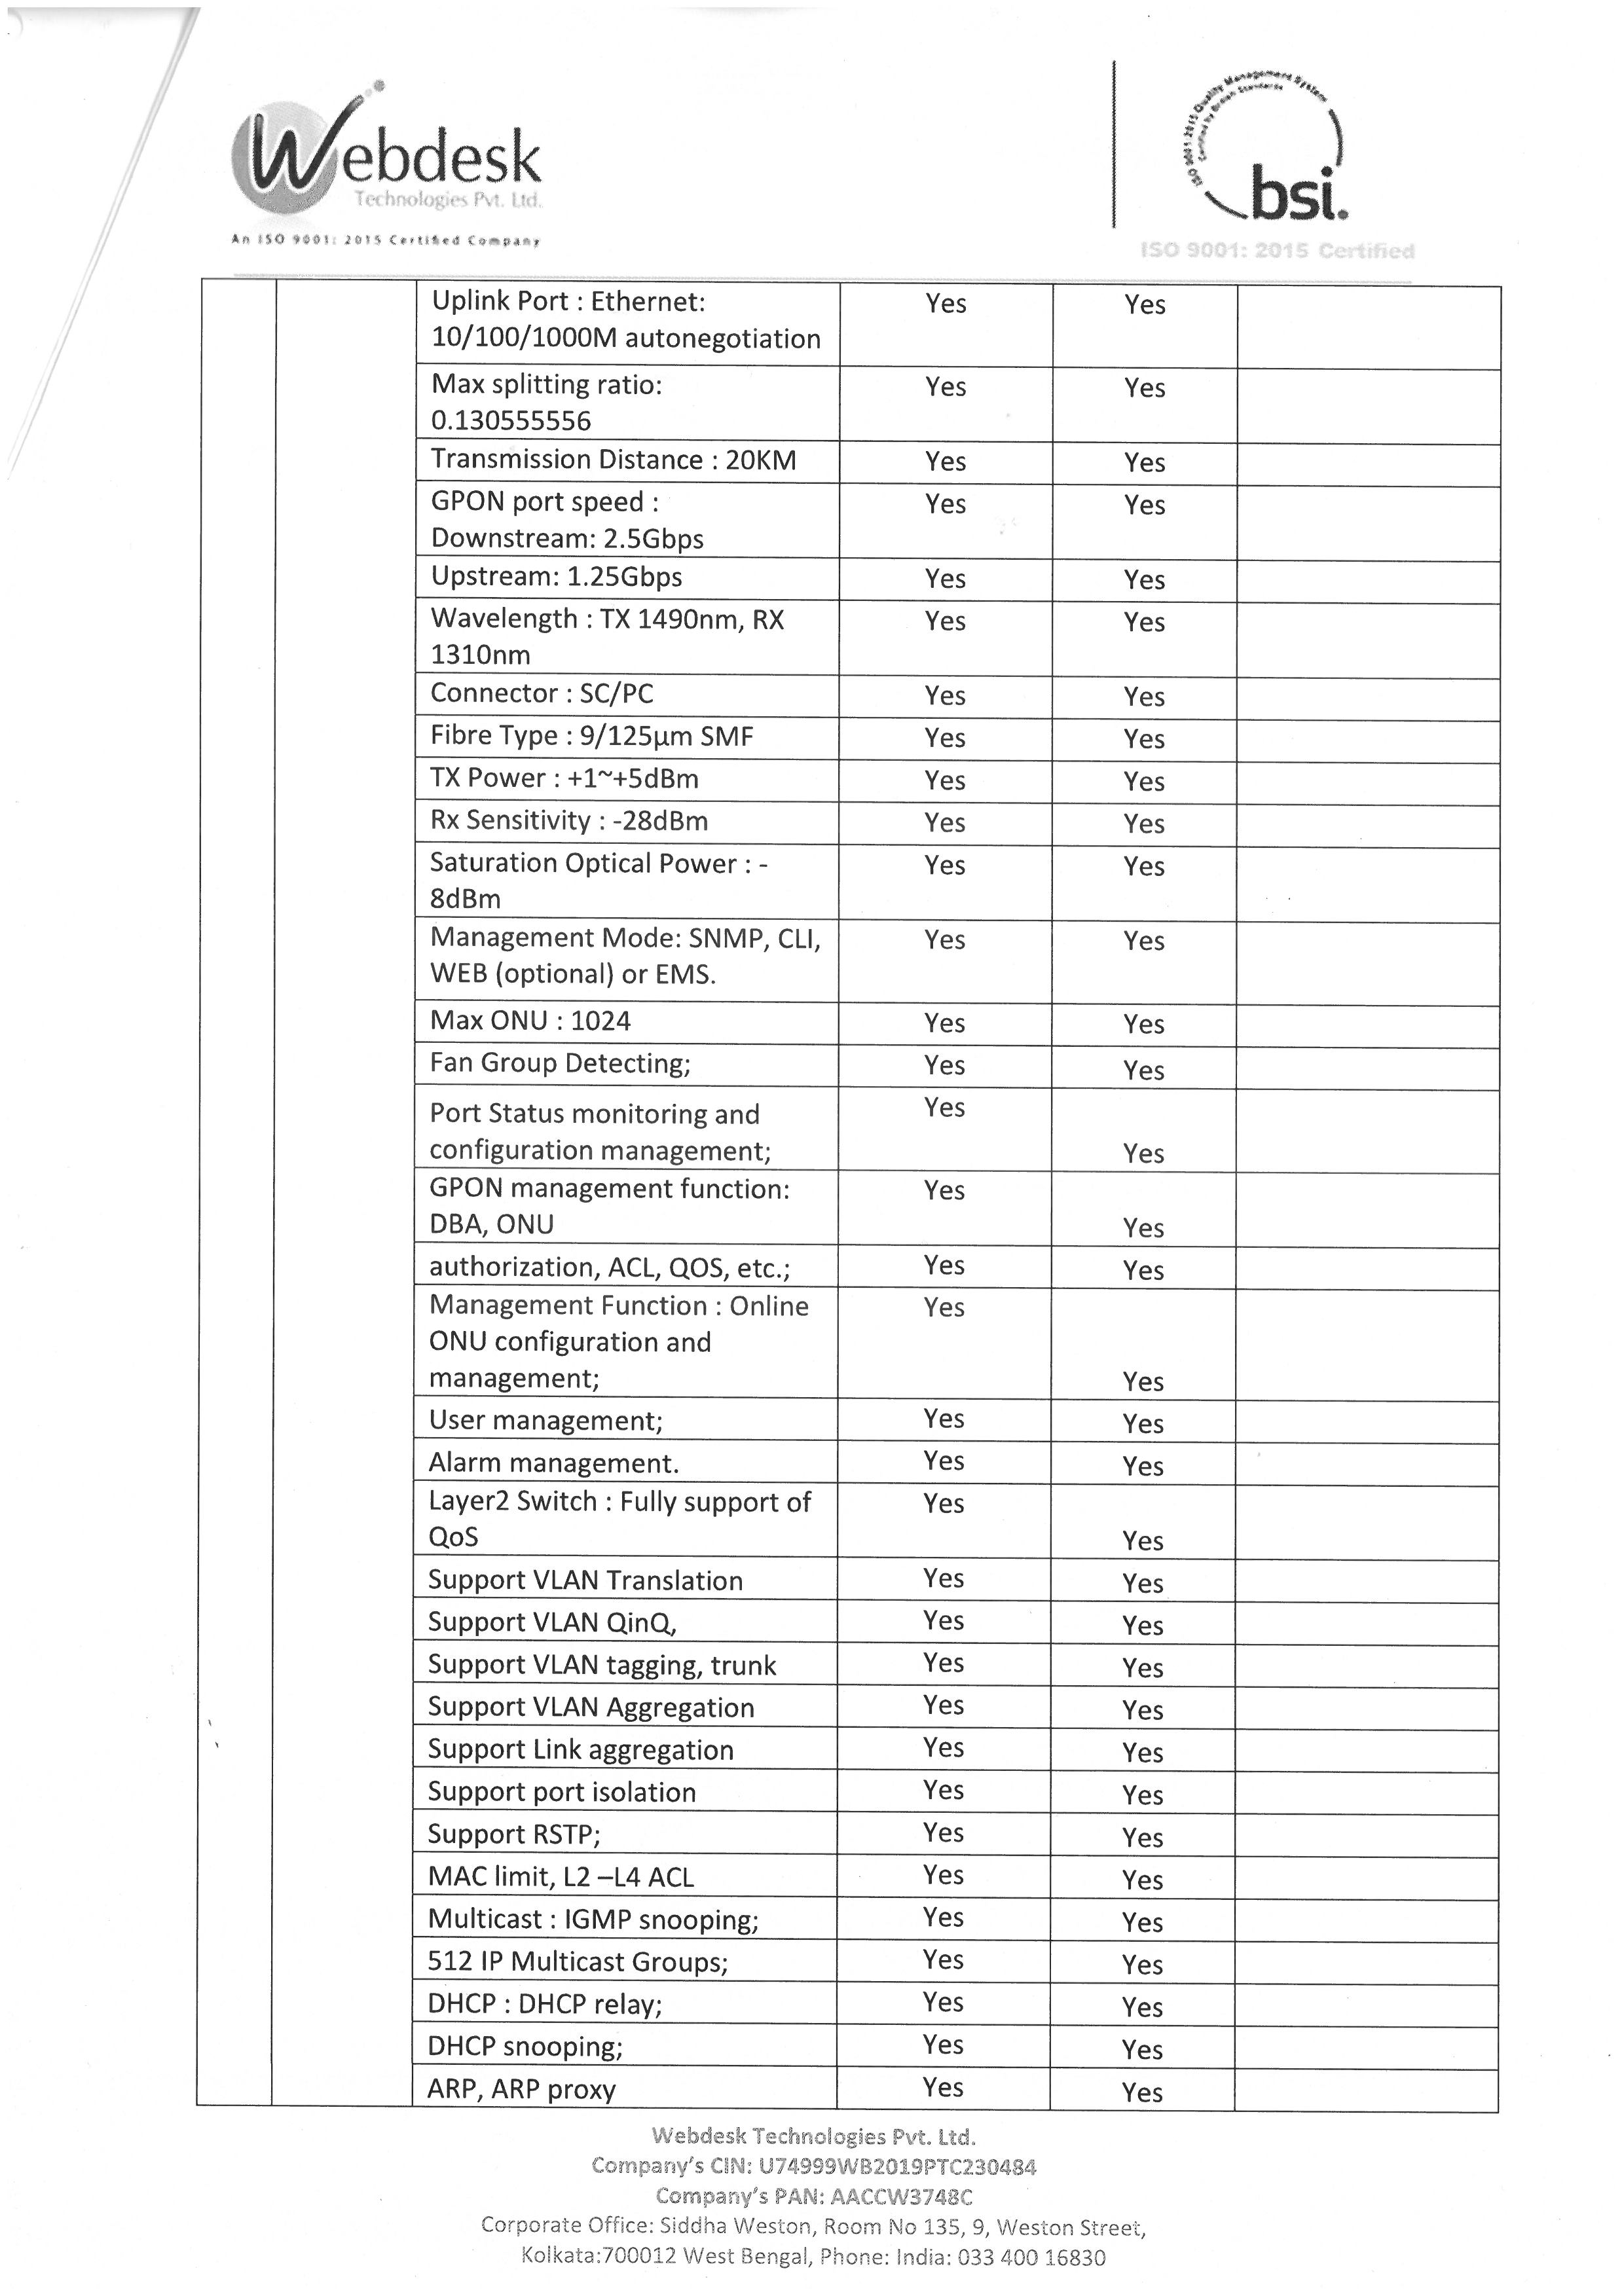 Webdesk
Technologies Pvt. Ltd.
An ISO 9001: 2015 Certified Company
ISO 9001: 2015 Quality Management System
Certified by British Standards
bsi.
ISO 9001: 2015 Certified
Uplink Port : Ethernet: Yes Yes
10/100/1000M autonegotiation
Max splitting ratio: Yes Yes
0.130555556
Transmission Distance : 20KM Yes Yes
GPON port speed : Yes Yes
Downstream: 2.5Gbps
Upstream: 1.25Gbps Yes Yes
Wavelength : TX 1490nm, RX Yes Yes
1310nm
Connector : SC/PC Yes Yes
Fibre Type : 9/125µm SMF Yes Yes
TX Power : +1~+5dBm Yes Yes
Rx Sensitivity : -28dBm Yes Yes
Saturation Optical Power : - Yes Yes
8dBm
Management Mode: SNMP, CLI, Yes Yes
WEB (optional) or EMS.
Max ONU : 1024 Yes Yes
Fan Group Detecting; Yes Yes
Port Status monitoring and Yes
configuration management; Yes
GPON management function: Yes
DBA, ONU Yes
authorization, ACL, QOS, etc.; Yes Yes
Management Function : Online Yes
ONU configuration and
management; Yes
User management; Yes Yes
Alarm management. Yes Yes
Layer2 Switch : Fully support of Yes
QoS Yes
Support VLAN Translation Yes Yes
Support VLAN QinQ, Yes Yes
Support VLAN tagging, trunk Yes Yes
Support VLAN Aggregation Yes Yes
Support Link aggregation Yes Yes
Support port isolation Yes Yes
Support RSTP; Yes Yes
MAC limit, L2 –L4 ACL Yes Yes
Multicast : IGMP snooping; Yes Yes
512 IP Multicast Groups; Yes Yes
DHCP : DHCP relay; Yes Yes
DHCP snooping; Yes Yes
ARP, ARP proxy Yes Yes
Webdesk Technologies Pvt. Ltd.
Company's CIN: U74999WB2019PTC230484
Company's PAN: AACCW3748C
Corporate Office: Siddha Weston, Room No 135, 9, Weston Street,
Kolkata:700012 West Bengal, Phone: India: 033 400 16830